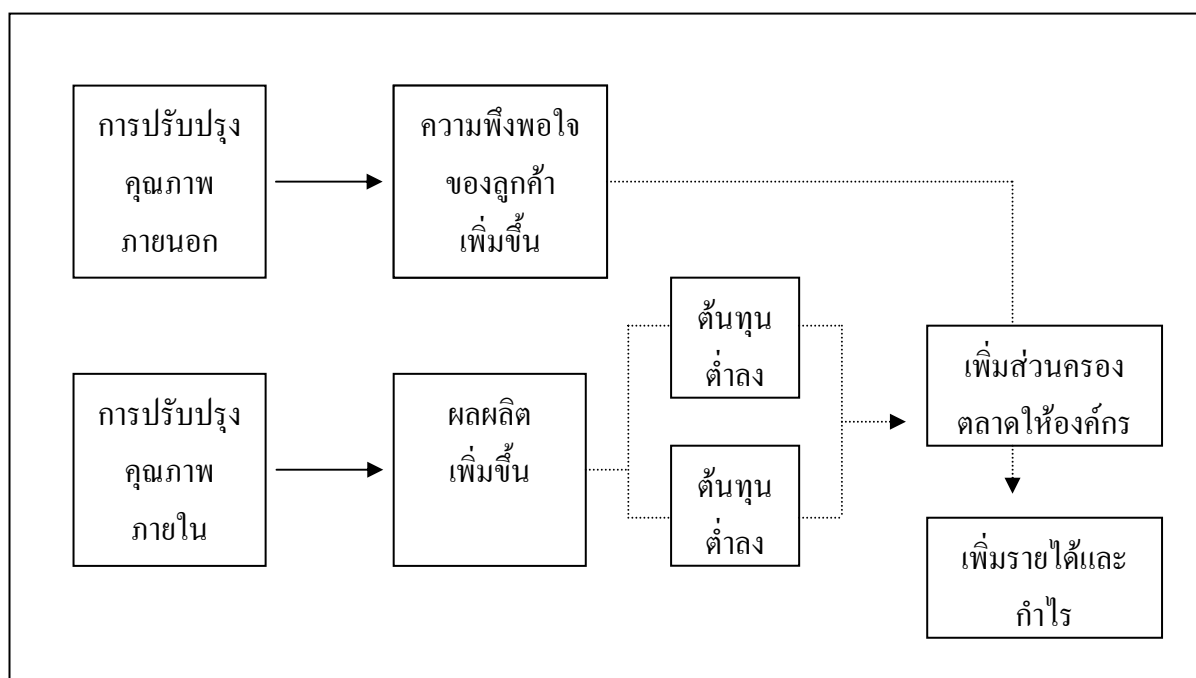 การปรับปรุง
คุณภาพ
ภายนอก
ความพึงพอใจ
ของลูกค้า
เพิ่มขึ้น
การปรับปรุง
คุณภาพ
ภายใน
ผลผลิต
เพิ่มขึ้น
ต้นทุน
ต่ำลง
ต้นทุน
ต่ำลง
เพิ่มส่วนครอง
ตลาดให้องค์กร
เพิ่มรายได้และ
กำไร